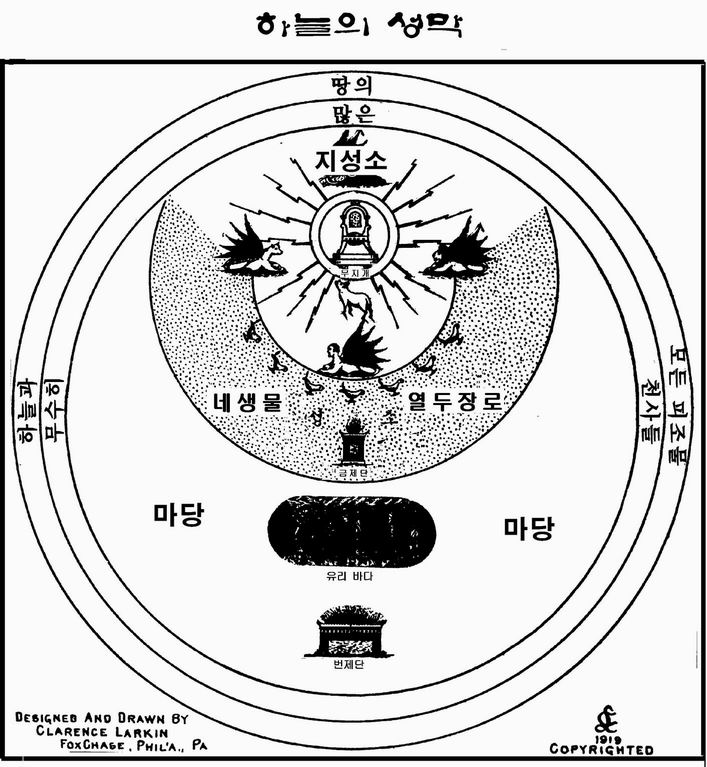 하늘의 성막
땅의
많은
지성소
무지개
하늘과
무수히
모든 피조물
천사들
네생물
열두장로
성
소
금제단
마당
마당
유리 바다
번제단
DESIGNED AND DRAWN BY
CLARENCE LARKIN
FOXCHASE, PHIL'A., PA
1919
COPYRIGHTED